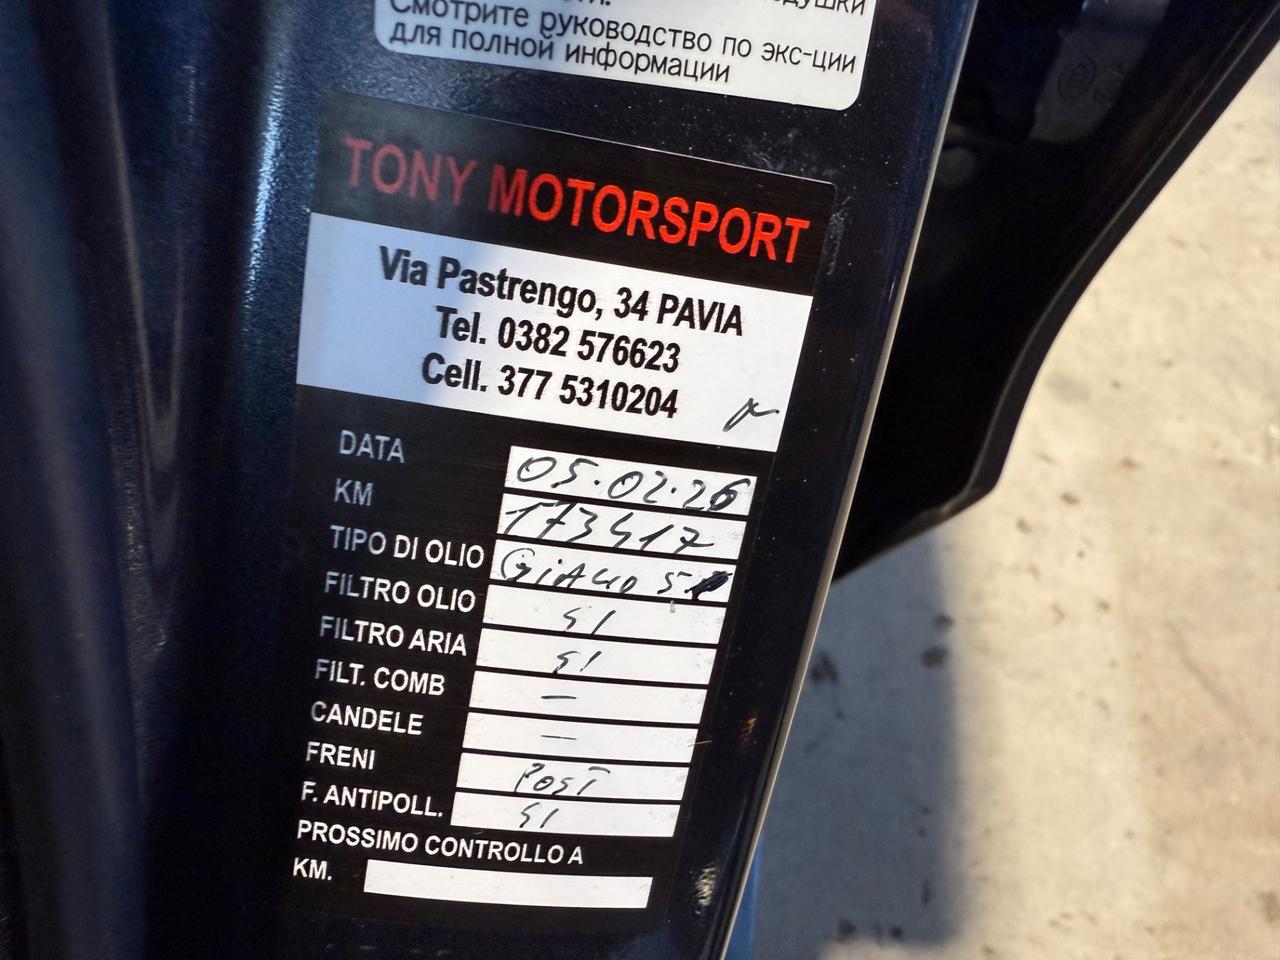 Смотрите руководство по экс-ции
для полной информации
TONY MOTORSPORT
Via Pastrengo, 34 PAVIA
Tel. 0382 576623
Cell. 377 5310204
DATA 05.02.26
KM 173417
TIPO DI OLIO
FILTRO OLIO SI
FILTRO ARIA SI
FILT. COMB —
CANDELE —
FRENI POST
F. ANTIPOLL. SI
PROSSIMO CONTROLLO A
KM.